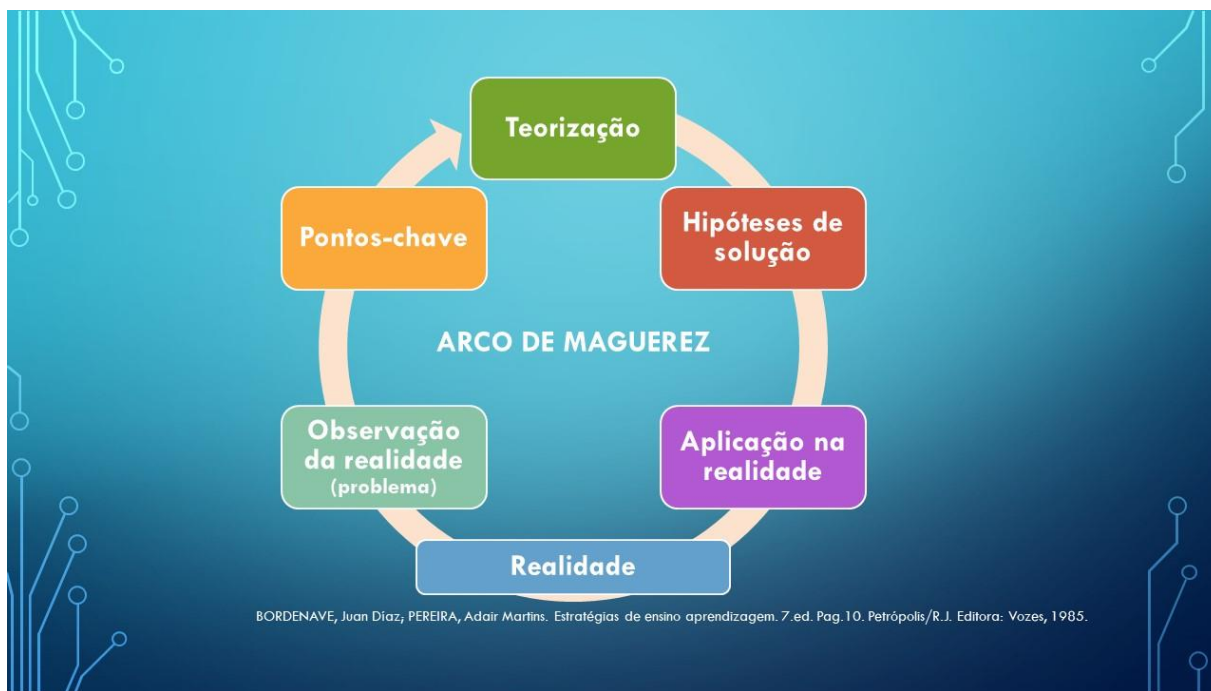 Teorização
Pontos-chave
Hipóteses de
solução
ARCO DE MAGUEREZ
Observação
da realidade
(problema)
Aplicação na
realidade
Realidade
BORDENAVE, Juan Díaz; PEREIRA, Adair Martins. Estratégias de ensino aprendizagem. 7.ed. Pag.10. Petrópolis/R.J. Editora: Vozes, 1985.